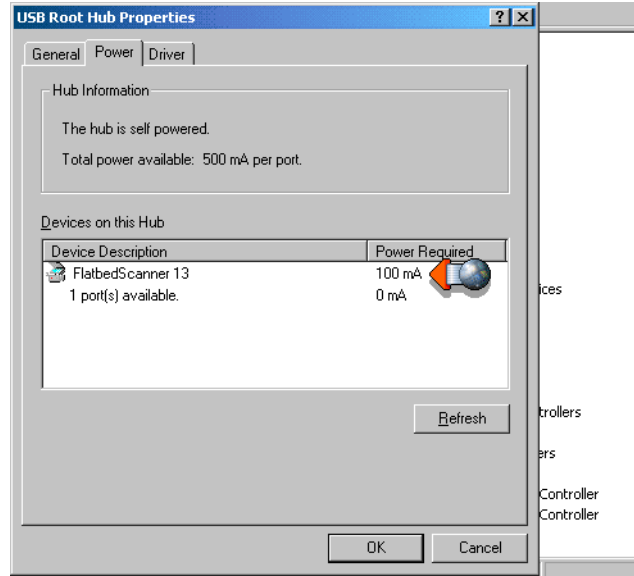 USB Root Hub Properties
General Power Driver
Hub Information
The hub is self powered.
Total power available: 500 mA per port.
Devices on this Hub
Device Description Power Required
FlatbedScanner 13 100 mA
1 port(s) available. 0 mA
ices
Refresh
trollers
ers
Controller
Controller
OK Cancel